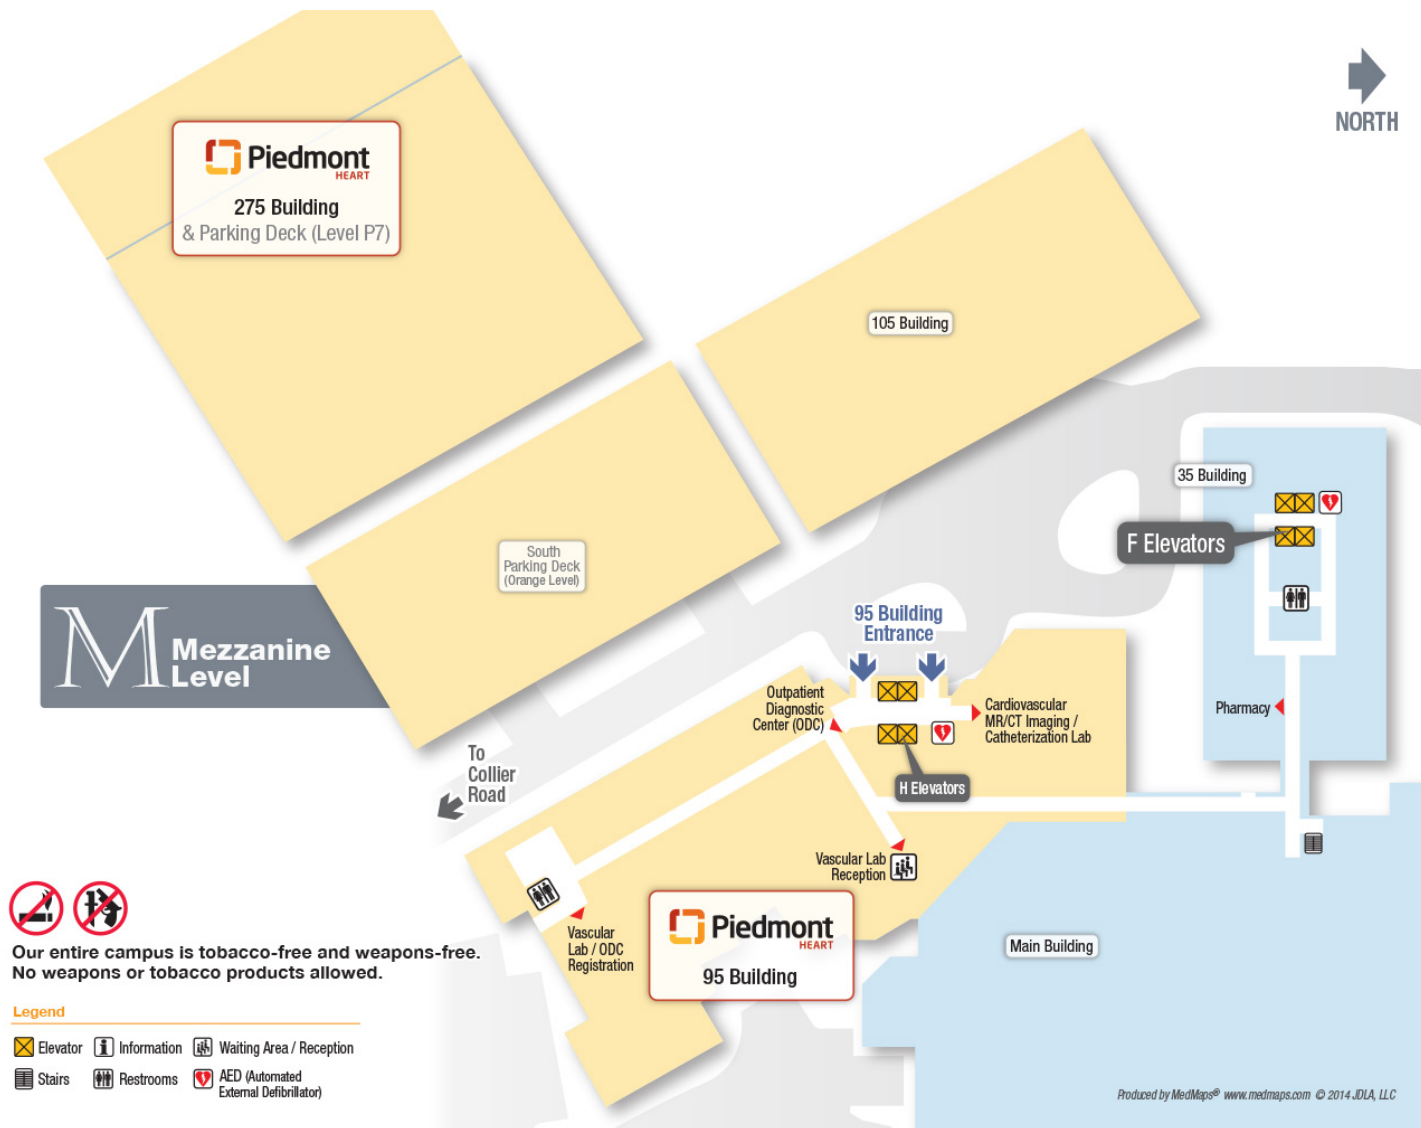 NORTH
Piedmont
HEART
275 Building
& Parking Deck (Level P7)
105 Building
35 Building
F Elevators
South
Parking Deck
(Orange Level)
M Mezzanine
Level
95 Building
Entrance
Outpatient
Diagnostic
Center (ODC)
Cardiovascular
MR/CT Imaging /
Catheterization Lab
Pharmacy
To
Collier
Road
H Elevators
Vascular Lab
Reception
Vascular
Lab / ODC
Registration
Piedmont
HEART
95 Building
Main Building
Our entire campus is tobacco-free and weapons-free.
No weapons or tobacco products allowed.
Legend
Elevator
Information
Waiting Area / Reception
Stairs
Restrooms
AED (Automated
External Defibrillator)
Produced by MedMaps® www.medmaps.com © 2014 JDLA, LLC